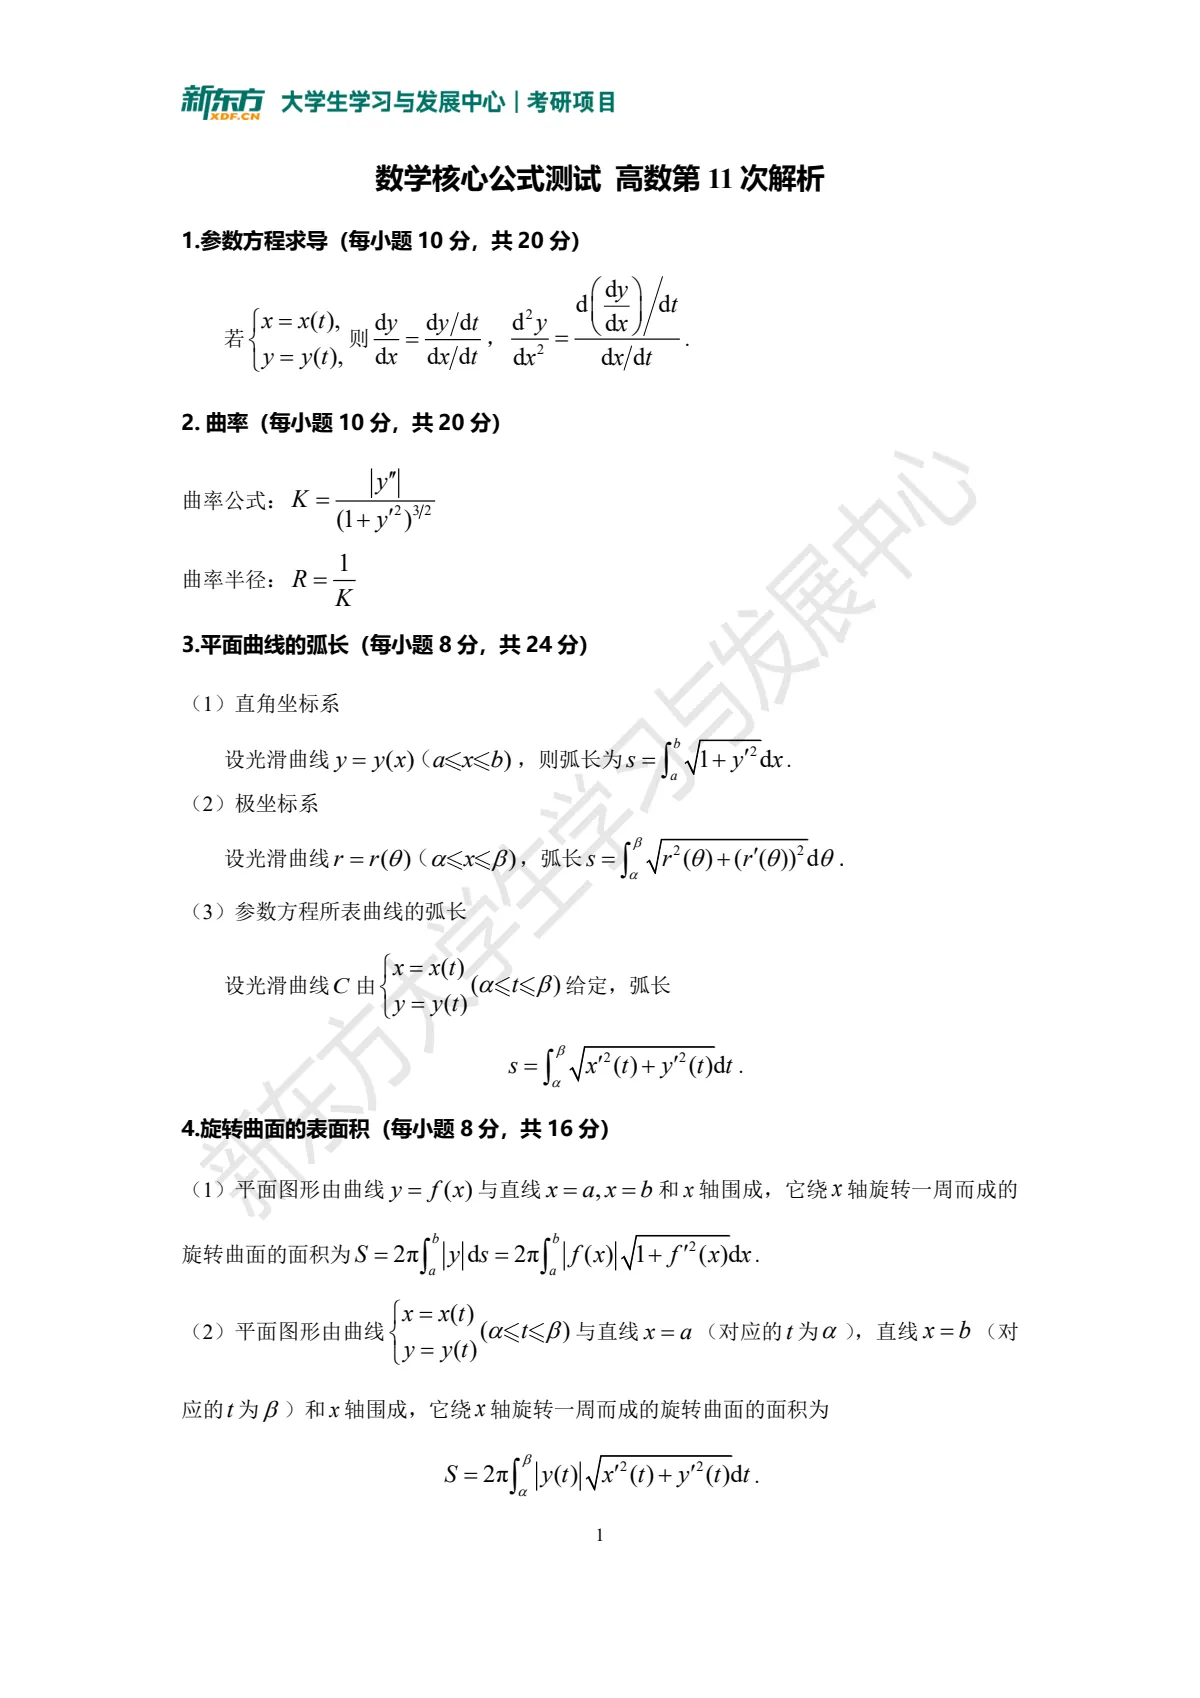 新东方 XDF.CN 大学生学习与发展中心 | 考研项目
数学核心公式测试 高数第 11 次解析
1.参数方程求导（每小题 10 分，共 20 分）
若 { x = x(t), y = y(t), 则 dy/dx = (dy/dt)/(dx/dt)，d²y/dx² = (d(dy/dx)/dt)/(dx/dt).
2. 曲率（每小题 10 分，共 20 分）
曲率公式：K = |y″|/(1+y′²)^(3/2)
曲率半径：R = 1/K
3.平面曲线的弧长（每小题 8 分，共 24 分）
（1）直角坐标系
设光滑曲线 y = y(x)（a⩽x⩽b)，则弧长为 s = ∫_a^b √(1+y′²) dx.
（2）极坐标系
设光滑曲线 r = r(θ)（α⩽x⩽β)，弧长 s = ∫_α^β √(r²(θ)+(r′(θ))²) dθ.
（3）参数方程所表曲线的弧长
设光滑曲线 C 由 { x = x(t) y = y(t) (α⩽t⩽β) 给定，弧长
s = ∫_α^β √(x′²(t)+y′²(t)) dt.
4.旋转曲面的表面积（每小题 8 分，共 16 分）
（1）平面图形由曲线 y = f(x) 与直线 x = a, x = b 和 x 轴围成，它绕 x 轴旋转一周而成的
旋转曲面的面积为 S = 2π∫_a^b |y| ds = 2π∫_a^b |f(x)| √(1+f′²(x)) dx.
（2）平面图形由曲线 { x = x(t) y = y(t) (α⩽t⩽β) 与直线 x = a（对应的 t 为 α），直线 x = b（对
应的 t 为 β）和 x 轴围成，它绕 x 轴旋转一周而成的旋转曲面的面积为
S = 2π∫_α^β |y(t)| √(x′²(t)+y′²(t)) dt.
1
新东方大学生学习与发展中心